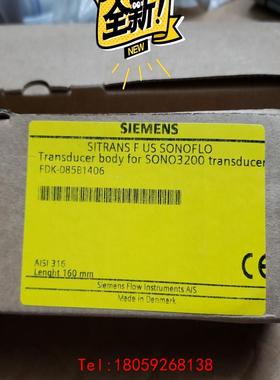 全新
NEW
SIEMENS
SITRANS F US SONOFLO
Transducer body for SONO3200 transducer
FDK-085B1406
AISI 316
Lenght 160 mm
CE
Siemens Flow Instruments A/S
Made in Denmark
Tel:18059268138